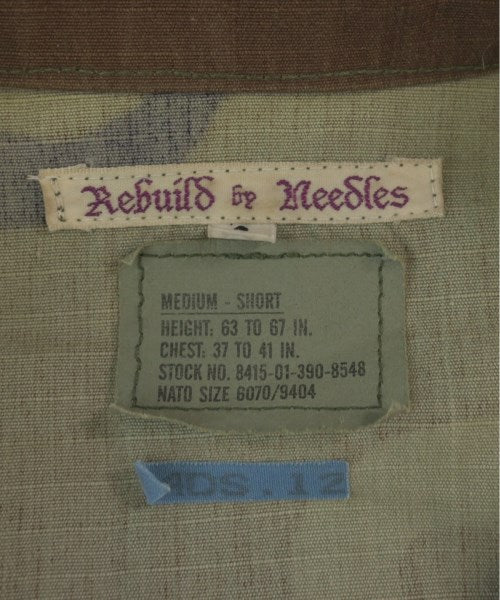 Rebuild by Needles
MEDIUM - SHORT
HEIGHT: 63 TO 67 IN.
CHEST: 37 TO 41 IN.
STOCK NO. 8415-01-390-8548
NATO SIZE 6070/9404